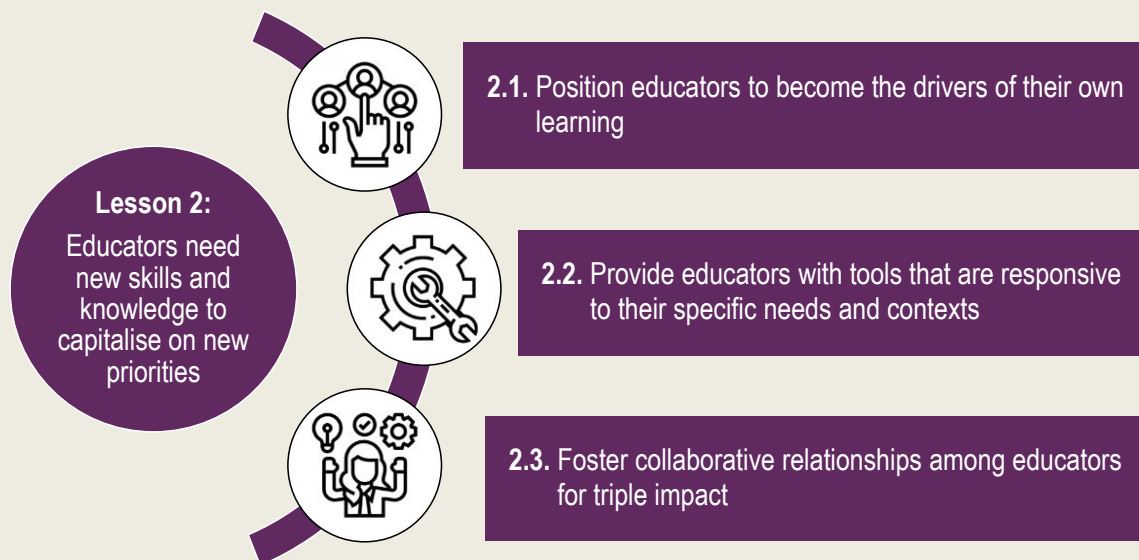 Lesson 2:
Educators need
new skills and
knowledge to
capitalise on new
priorities
2.1. Position educators to become the drivers of their own
learning
2.2. Provide educators with tools that are responsive
to their specific needs and contexts
2.3. Foster collaborative relationships among educators
for triple impact